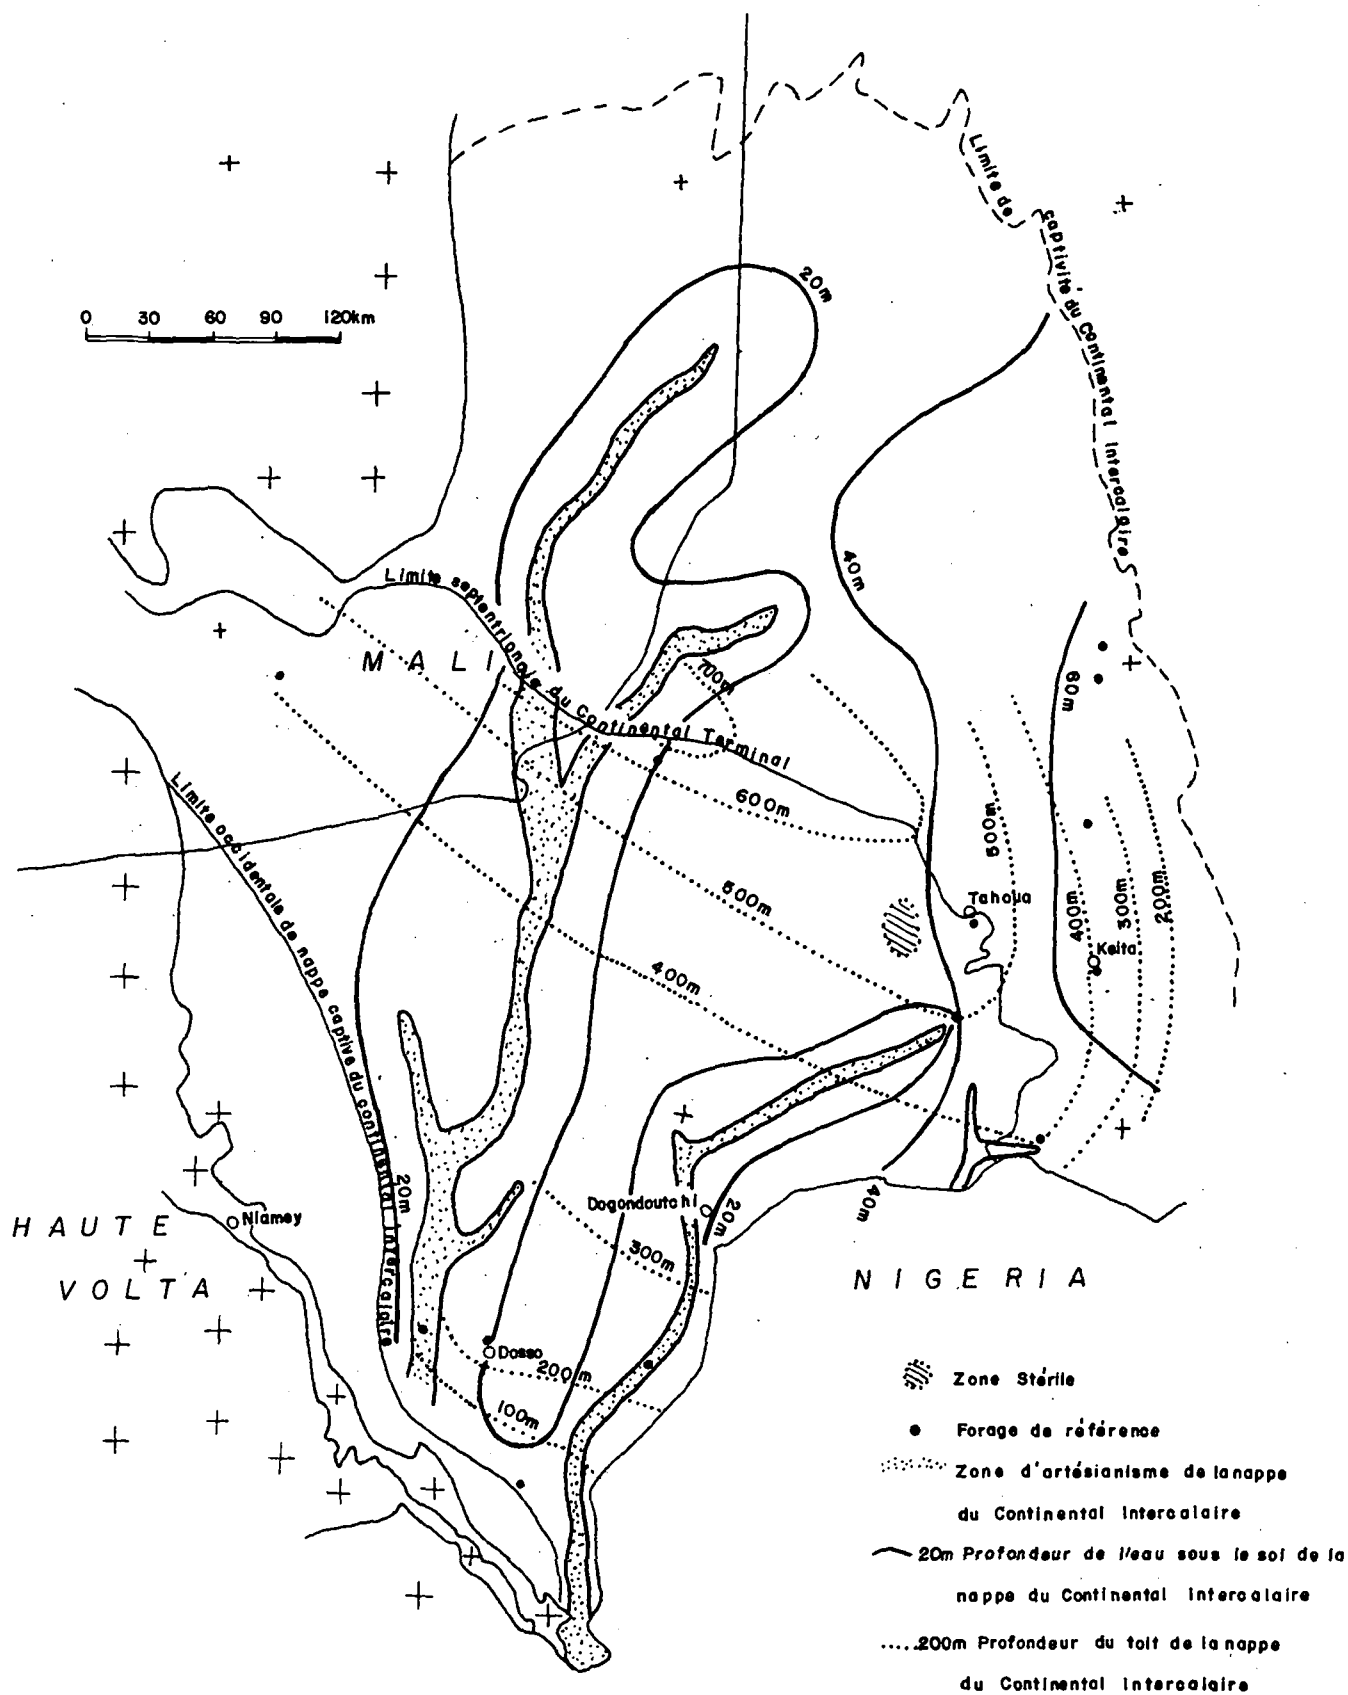 Limite de captivité du Continental Intercalaire
20m
0 30 60 90 120km
40m
Limite septentrionale du Continental Terminal
MALI
60m
700m
Limite occidentale de nappe captive du continental intercalaire
600m
500m
500m
Tahoua
400m
300m
200m
Keita
400m
20m
Dogondoutchi
20m
40m
HAUTE
VOLTA
Niamey
300m
NIGERIA
Dosso
200m
100m
Zone Stérile
Forage de référence
Zone d'artésianisme de la nappe
du Continental Intercalaire
20m Profondeur de l'eau sous le sol de la
nappe du Continental Intercalaire
.....200m Profondeur du toit de la nappe
du Continental Intercalaire